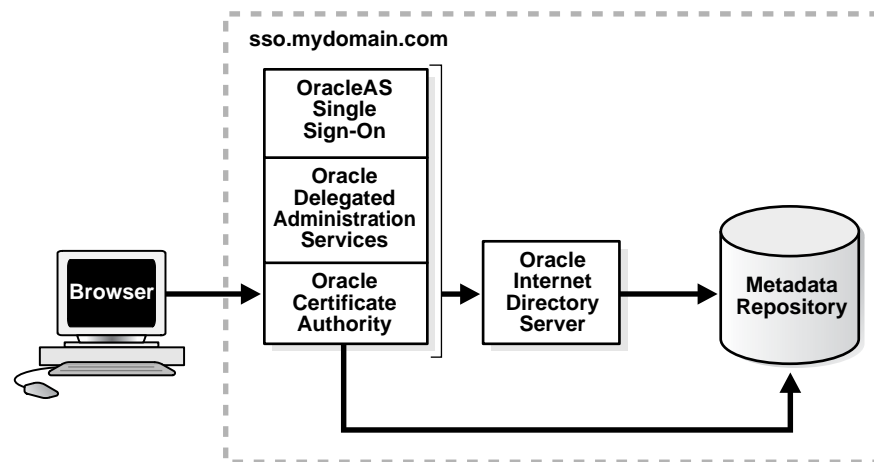 sso.mydomain.com
OracleAS
Single
Sign-On
Oracle
Delegated
Administration
Services
Oracle
Certificate
Authority
Browser
Oracle
Internet
Directory
Server
Metadata
Repository